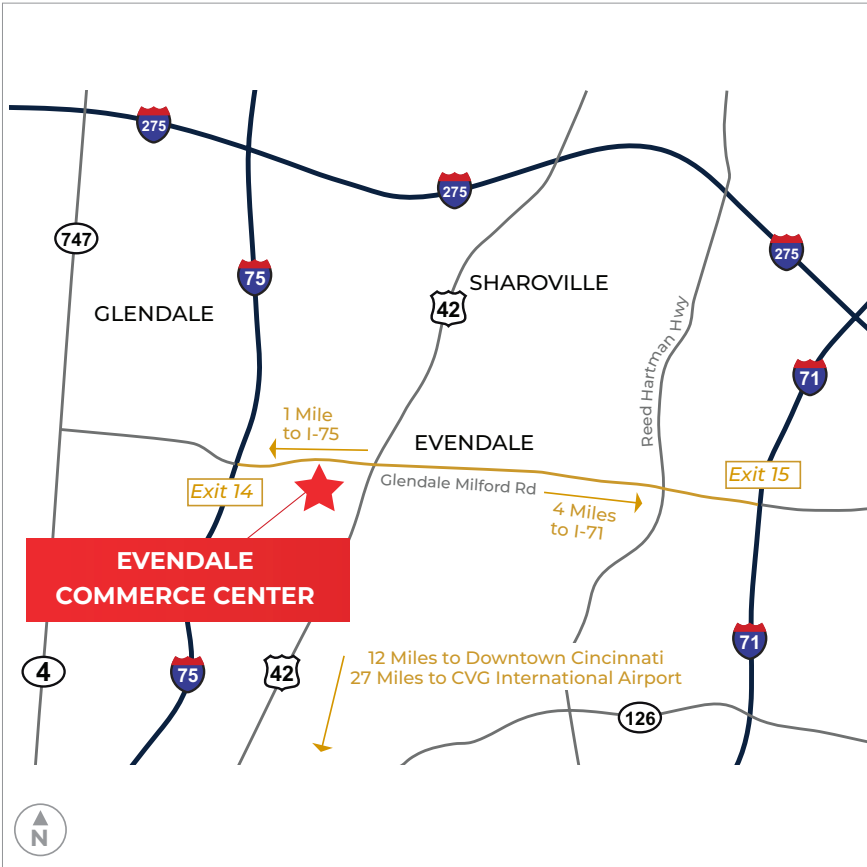 275
275
747
275
75
SHAROVILLE
42
GLENDALE
Reed Hartman Hwy
71
1 Mile
to I-75
EVENDALE
Exit 14
Glendale Milford Rd
Exit 15
4 Miles
to I-71
EVENDALE
COMMERCE CENTER
71
4
75
42
12 Miles to Downtown Cincinnati
27 Miles to CVG International Airport
126
N